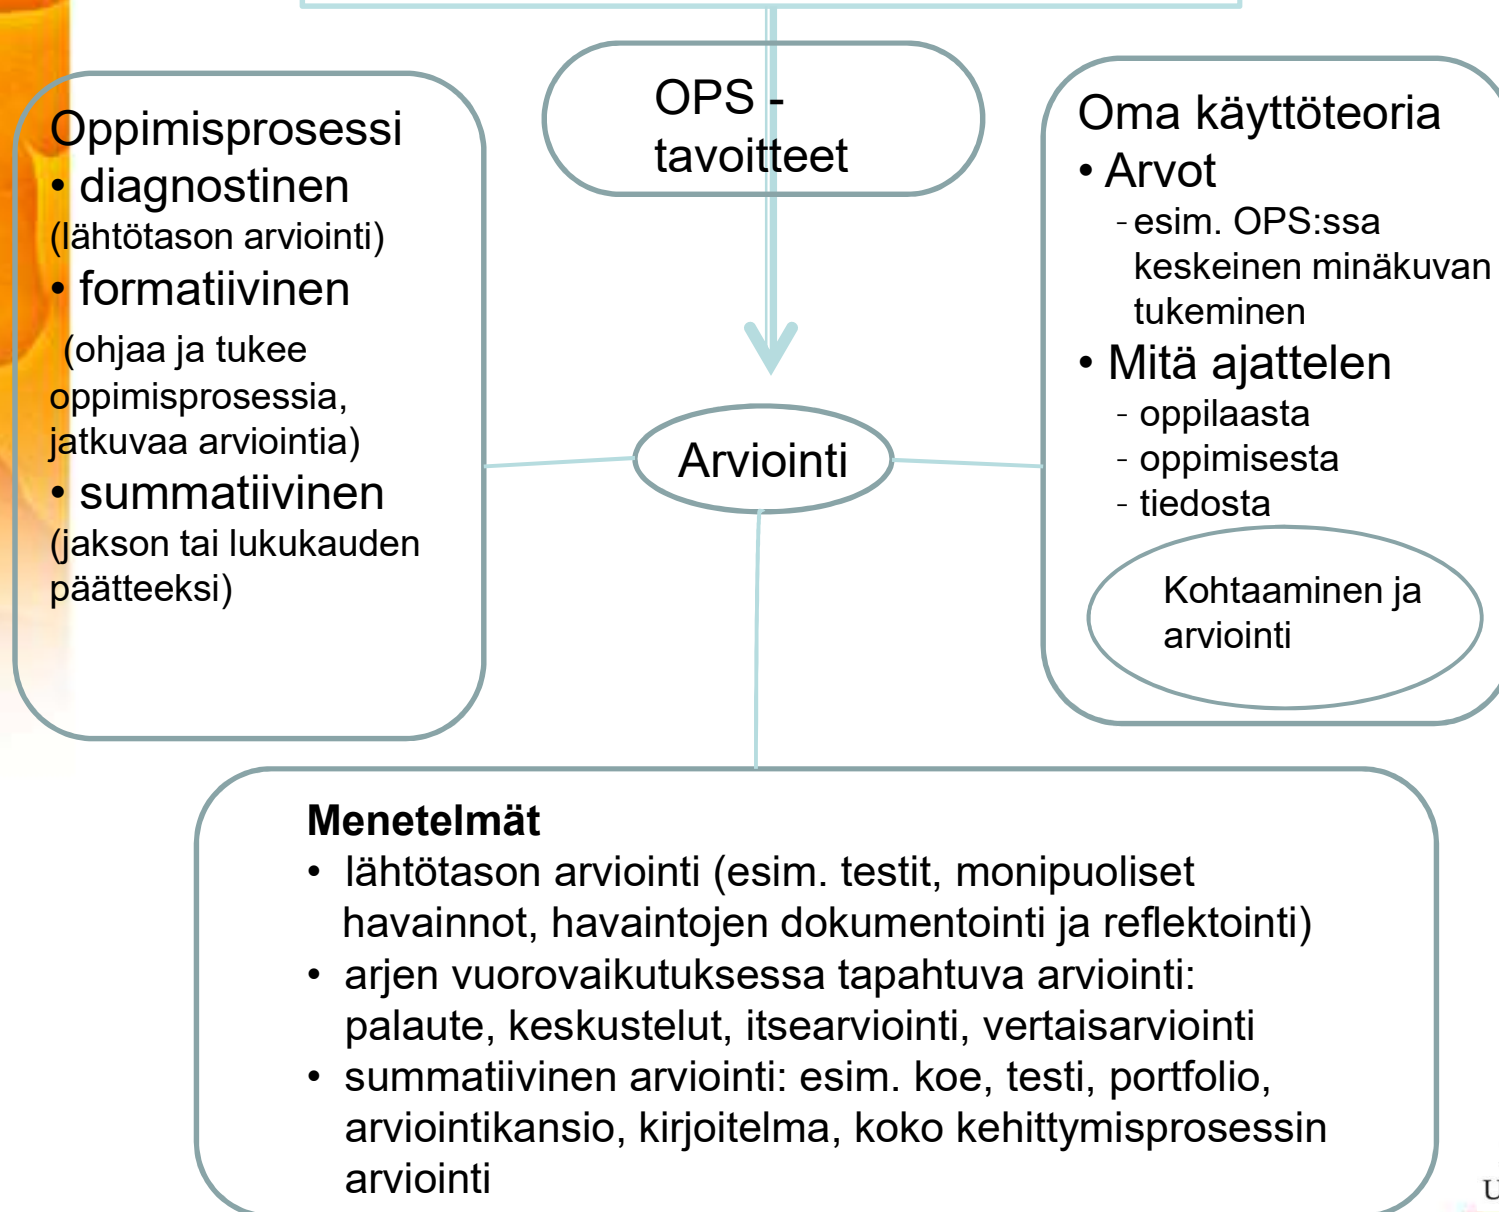 OPS -
tavoitteet
Oppimisprosessi
• diagnostinen
(lähtötason arviointi)
• formatiivinen
(ohjaa ja tukee
oppimisprosessia,
jatkuvaa arviointia)
• summatiivinen
(jakson tai lukukauden
päätteeksi)
Arviointi
Oma käyttöteoria
• Arvot
- esim. OPS:ssa
keskeinen minäkuvan
tukeminen
• Mitä ajattelen
- oppilaasta
- oppimisesta
- tiedosta
Kohtaaminen ja
arviointi
Menetelmät
• lähtötason arviointi (esim. testit, monipuoliset
havainnot, havaintojen dokumentointi ja reflektointi)
• arjen vuorovaikutuksessa tapahtuva arviointi:
palaute, keskustelut, itsearviointi, vertaisarviointi
• summatiivinen arviointi: esim. koe, testi, portfolio,
arviointikansio, kirjoitelma, koko kehittymisprosessin
arviointi